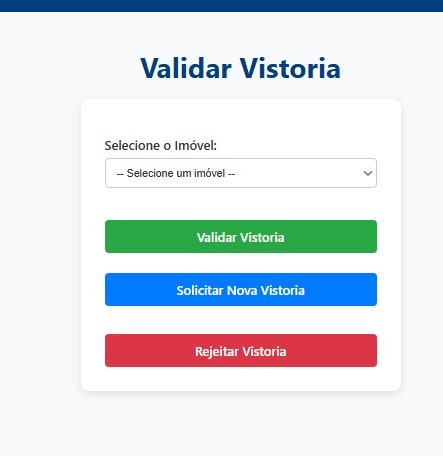 Validar Vistoria
Selecione o Imóvel:
-- Selecione um imóvel --
Validar Vistoria
Solicitar Nova Vistoria
Rejeitar Vistoria